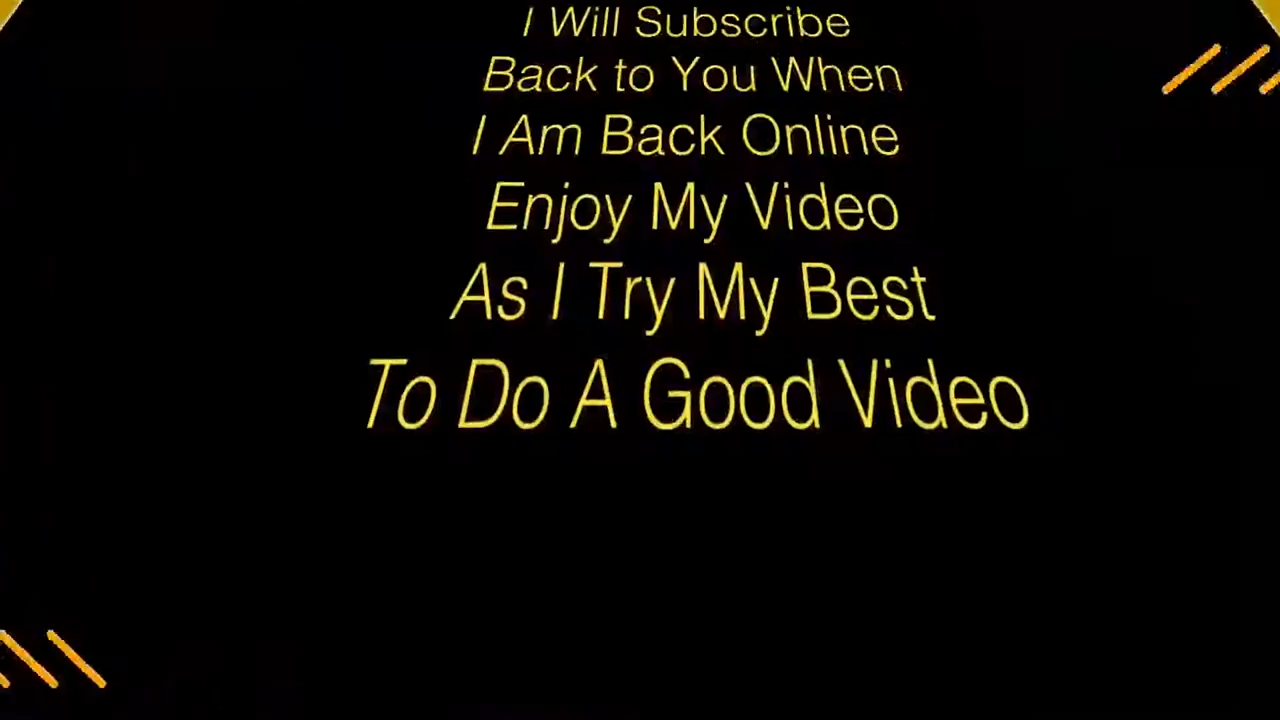 I Will Subscribe
Back to You When
I Am Back Online
Enjoy My Video
As I Try My Best
To Do A Good Video